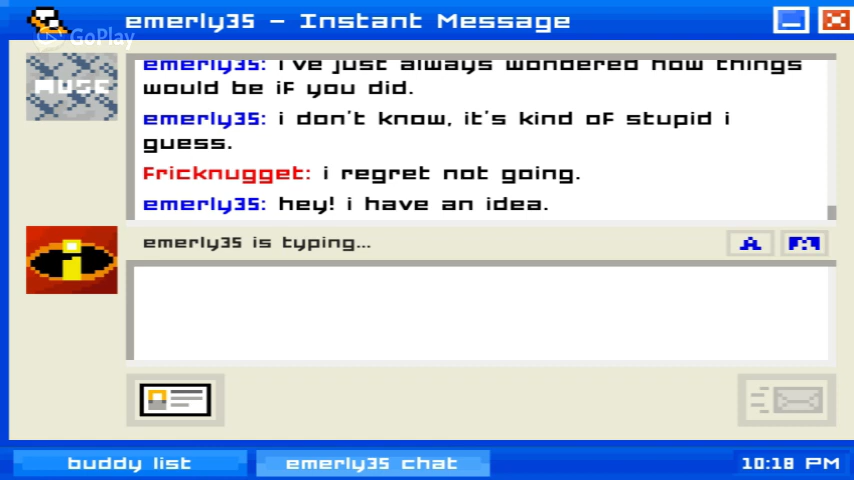 emerly35 - Instant Message
GoPlay
MUSE
emerly35: i've just always wondered how things
would be if you did.
emerly35: i don't know, it's kind of stupid i
guess.
Fricknugget: i regret not going.
emerly35: hey! i have an idea.
emerly35 is typing...
A
buddy list
emerly35 chat
10:18 PM